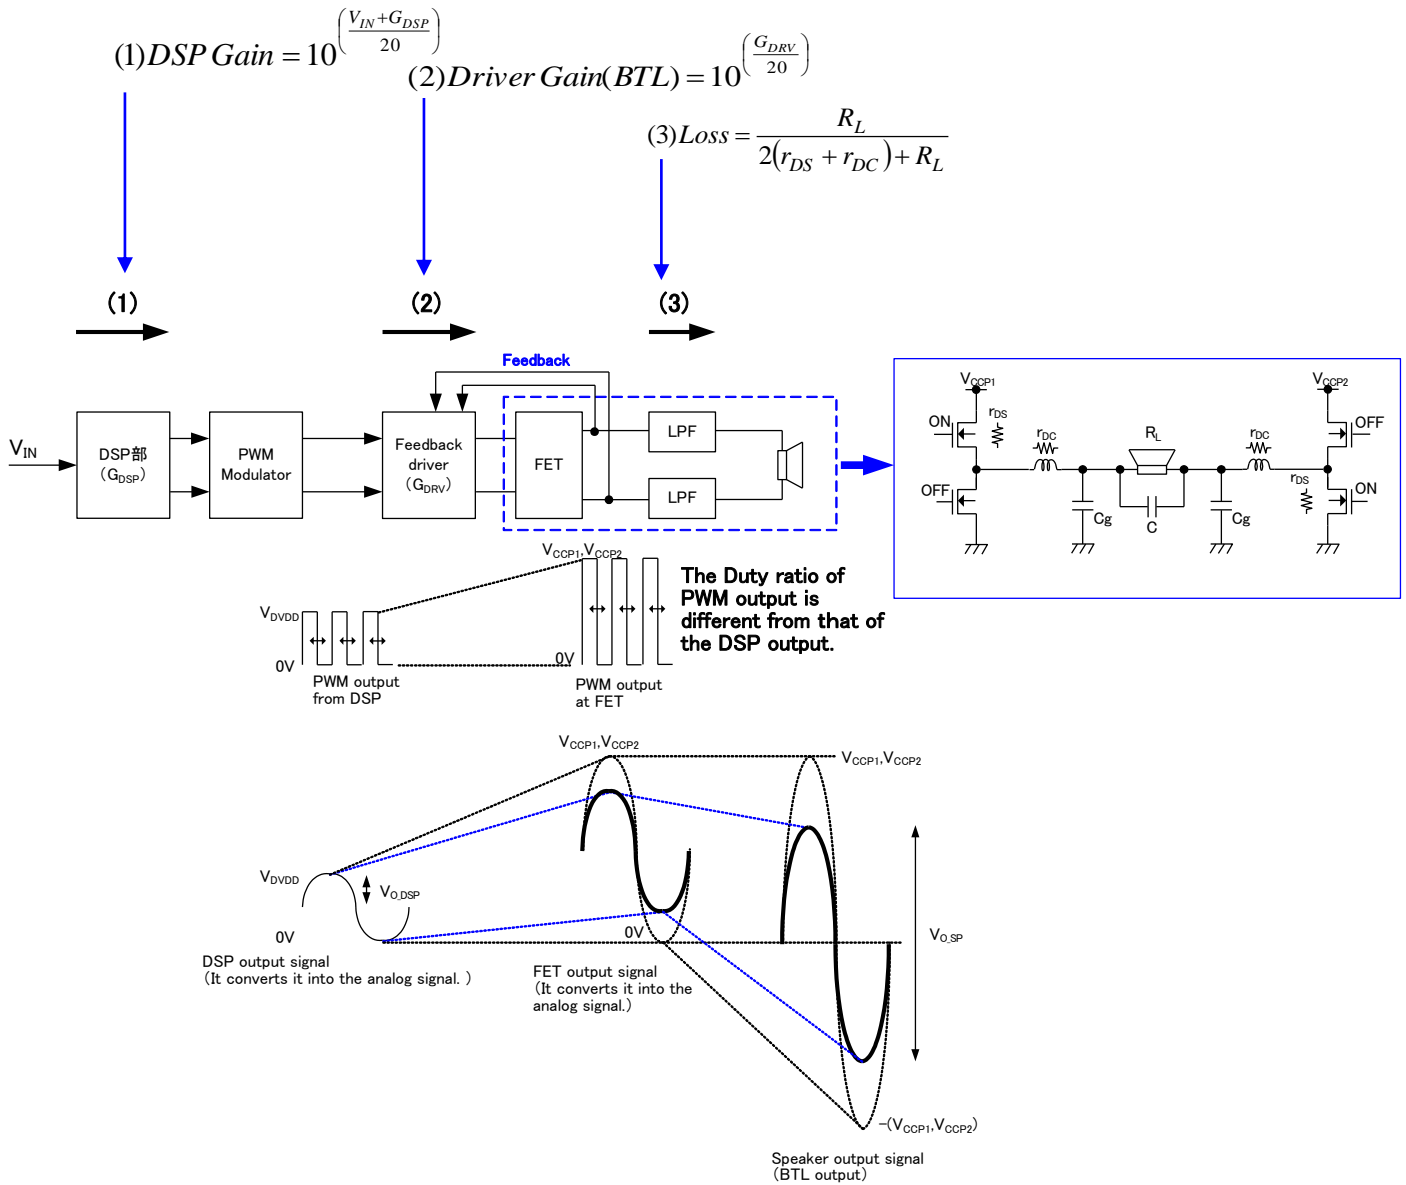 (1)DSP Gain = 10^((V_IN+G_DSP)/20)
(2)Driver Gain(BTL) = 10^(G_DRV/20)
(3)Loss = R_L/(2(r_DS + r_DC) + R_L)
(1)
(2)
(3)
Feedback
V_IN
DSP部
(G_DSP)
PWM
Modulator
Feedback
driver
(G_DRV)
FET
LPF
LPF
V_CCP1
V_CCP2
ON
r_DS
OFF
r_DC
R_L
r_DC
OFF
r_DS
ON
Cg
C
Cg
V_CCP1,V_CCP2
V_DVDD
0V
0V
The Duty ratio of
PWM output is
different from that of
the DSP output.
PWM output
from DSP
PWM output
at FET
V_CCP1,V_CCP2
V_CCP1,V_CCP2
V_DVDD
V_O_DSP
0V
0V
V_O_SP
DSP output signal
(It converts it into the analog signal. )
FET output signal
(It converts it into the
analog signal.)
-(V_CCP1,V_CCP2)
Speaker output signal
(BTL output)